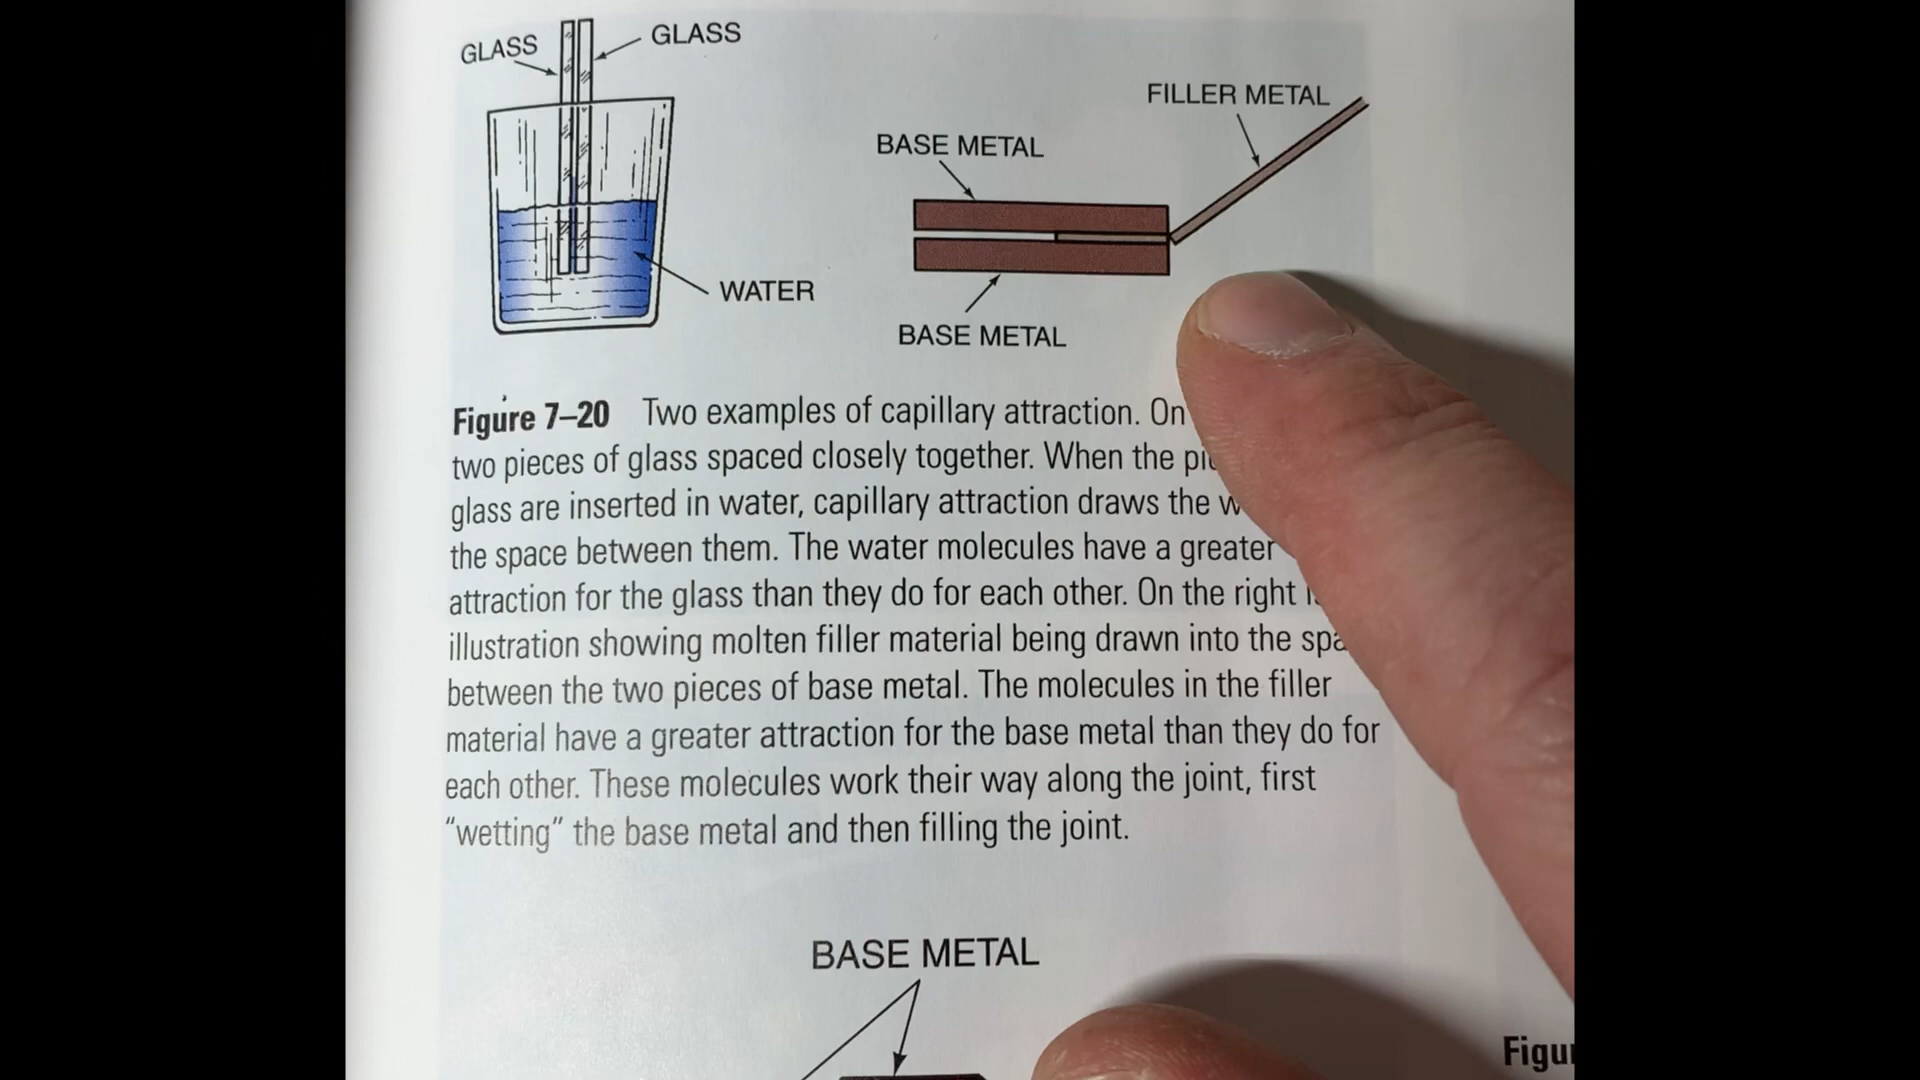 GLASS
GLASS
FILLER METAL
BASE METAL
WATER
BASE METAL
Figure 7–20 Two examples of capillary attraction. On
two pieces of glass spaced closely together. When the
glass are inserted in water, capillary attraction draws the
the space between them. The water molecules have a greater
attraction for the glass than they do for each other. On the right
illustration showing molten filler material being drawn into the
between the two pieces of base metal. The molecules in the filler
material have a greater attraction for the base metal than they do for
each other. These molecules work their way along the joint, first
“wetting” the base metal and then filling the joint.
BASE METAL